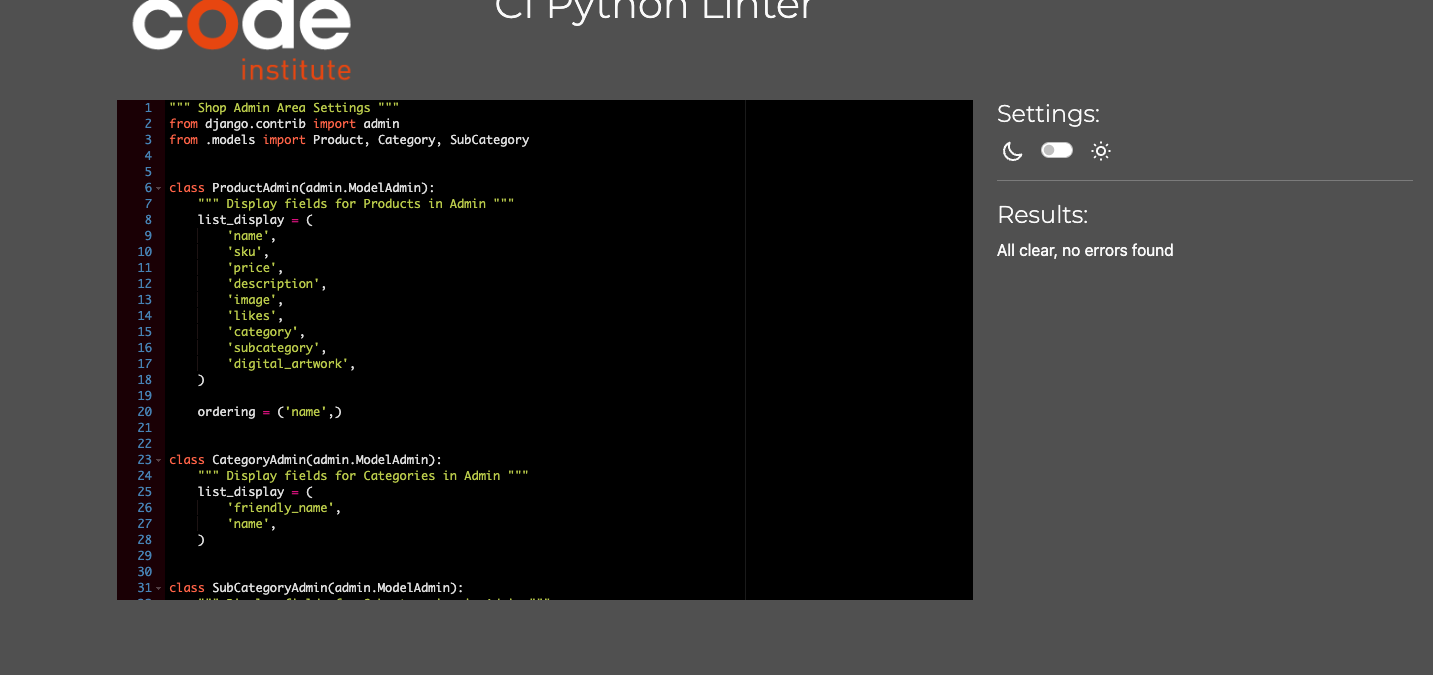 code
institute
CI Python Linter
1 """ Shop Admin Area Settings """
2 from django.contrib import admin
3 from .models import Product, Category, SubCategory
4
5
6 class ProductAdmin(admin.ModelAdmin):
7     """ Display fields for Products in Admin """
8     list_display = (
9         'name',
10         'sku',
11         'price',
12         'description',
13         'image',
14         'likes',
15         'category',
16         'subcategory',
17         'digital_artwork',
18     )
19
20     ordering = ('name',)
21
22
23 class CategoryAdmin(admin.ModelAdmin):
24     """ Display fields for Categories in Admin """
25     list_display = (
26         'friendly_name',
27         'name',
28     )
29
30
31 class SubCategoryAdmin(admin.ModelAdmin):
Settings:
Results:
All clear, no errors found